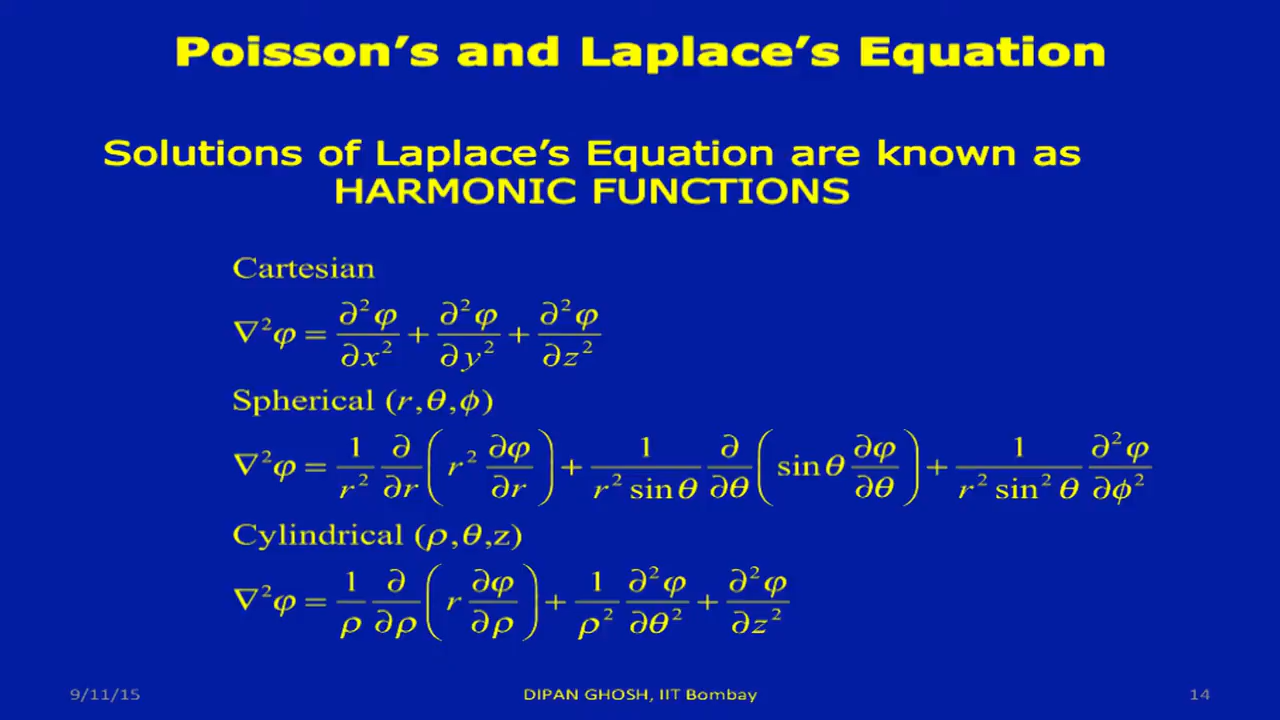 Poisson’s and Laplace’s Equation
Solutions of Laplace’s Equation are known as
HARMONIC FUNCTIONS
Cartesian
∇²φ = ∂²φ/∂x² + ∂²φ/∂y² + ∂²φ/∂z²
Spherical (r,θ,ϕ)
∇²φ = 1/r² ∂/∂r (r² ∂φ/∂r) + 1/(r² sinθ) ∂/∂θ (sinθ ∂φ/∂θ) + 1/(r² sin² θ) ∂²φ/∂ϕ²
Cylindrical (ρ,θ,z)
∇²φ = 1/ρ ∂/∂ρ (r ∂φ/∂ρ) + 1/ρ² ∂²φ/∂θ² + ∂²φ/∂z²
9/11/15 DIPAN GHOSH, IIT Bombay 14